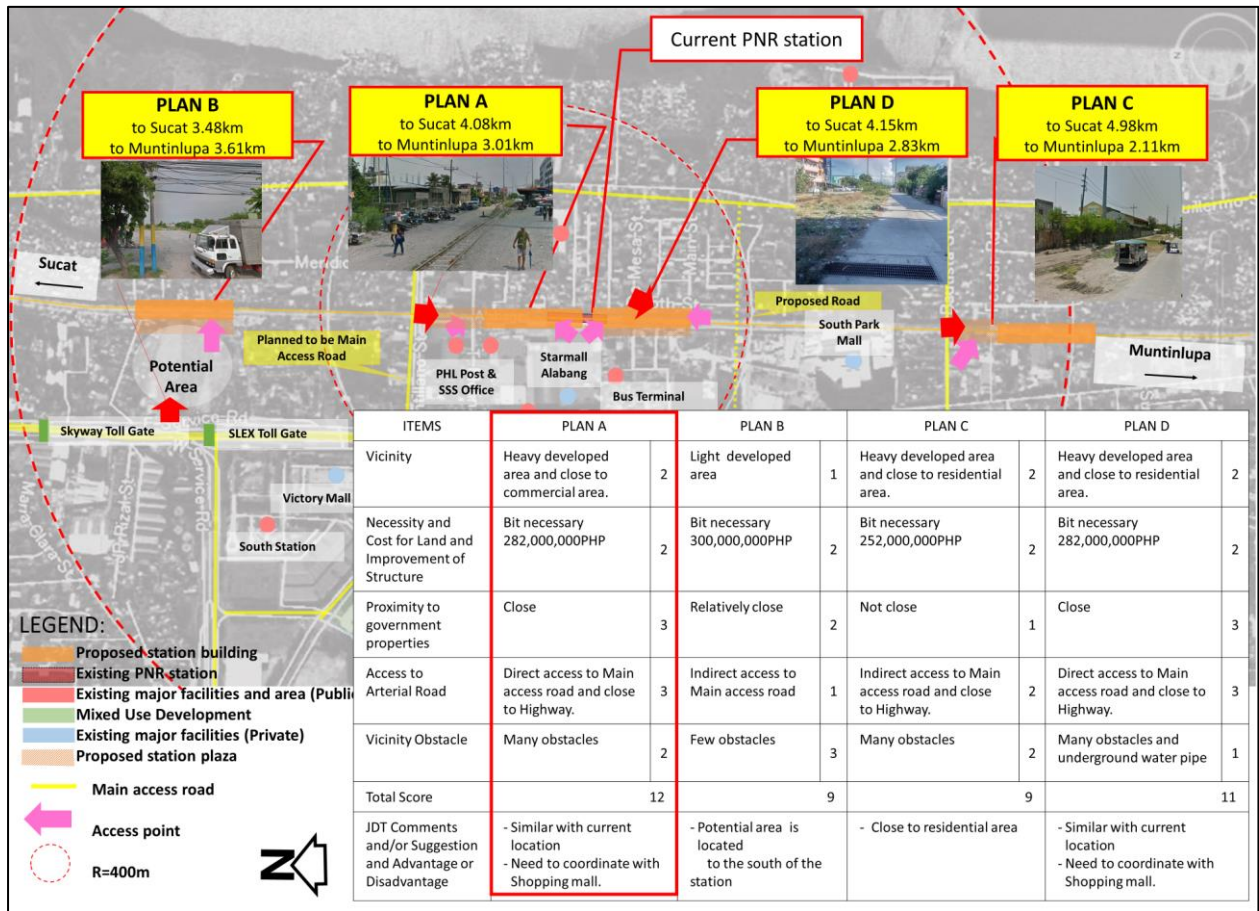 Current PNR station
PLAN B
to Sucat 3.48km
to Muntinlupa 3.61km
PLAN A
to Sucat 4.08km
to Muntinlupa 3.01km
PLAN D
to Sucat 4.15km
to Muntinlupa 2.83km
PLAN C
to Sucat 4.98km
to Muntinlupa 2.11km
Sucat
Mesa St
Proposed Road
Planned to be Main
Access Road
South Park
Mall
Muntinlupa
Potential
Area
PHL Post &
SSS Office
Starmall
Alabang
Bus Terminal
Skyway Toll Gate
SLEX Toll Gate
Service Rd
Victory Mall
South Station
J P Rizal St
Maria Clara St
LEGEND:
Proposed station building
Existing PNR station
Existing major facilities and area (Publi
Mixed Use Development
Existing major facilities (Private)
Proposed station plaza
Main access road
Access point
R=400m
N
ITEMS PLAN A PLAN B PLAN C PLAN D
Vicinity
Heavy developed
area and close to
commercial area.
2
Light developed
area
1
Heavy developed area
and close to residential
area.
2
Heavy developed area
and close to residential
area.
2
Necessity and
Cost for Land and
Improvement of
Structure
Bit necessary
282,000,000PHP
2
Bit necessary
300,000,000PHP
2
Bit necessary
252,000,000PHP
2
Bit necessary
282,000,000PHP
2
Proximity to
government
properties
Close
3
Relatively close
2
Not close
1
Close
3
Access to
Arterial Road
Direct access to Main
access road and close
to Highway.
3
Indirect access to
Main access road
1
Indirect access to Main
access road and close
to Highway.
2
Direct access to Main
access road and close to
Highway.
3
Vicinity Obstacle
Many obstacles
2
Few obstacles
3
Many obstacles
2
Many obstacles and
underground water pipe
1
Total Score 12 9 9 11
JDT Comments
and/or Suggestion
and Advantage or
Disadvantage
- Similar with current
location
- Need to coordinate with
Shopping mall.
- Potential area is
located
to the south of the
station
- Close to residential area
- Similar with current
location
- Need to coordinate with
Shopping mall.